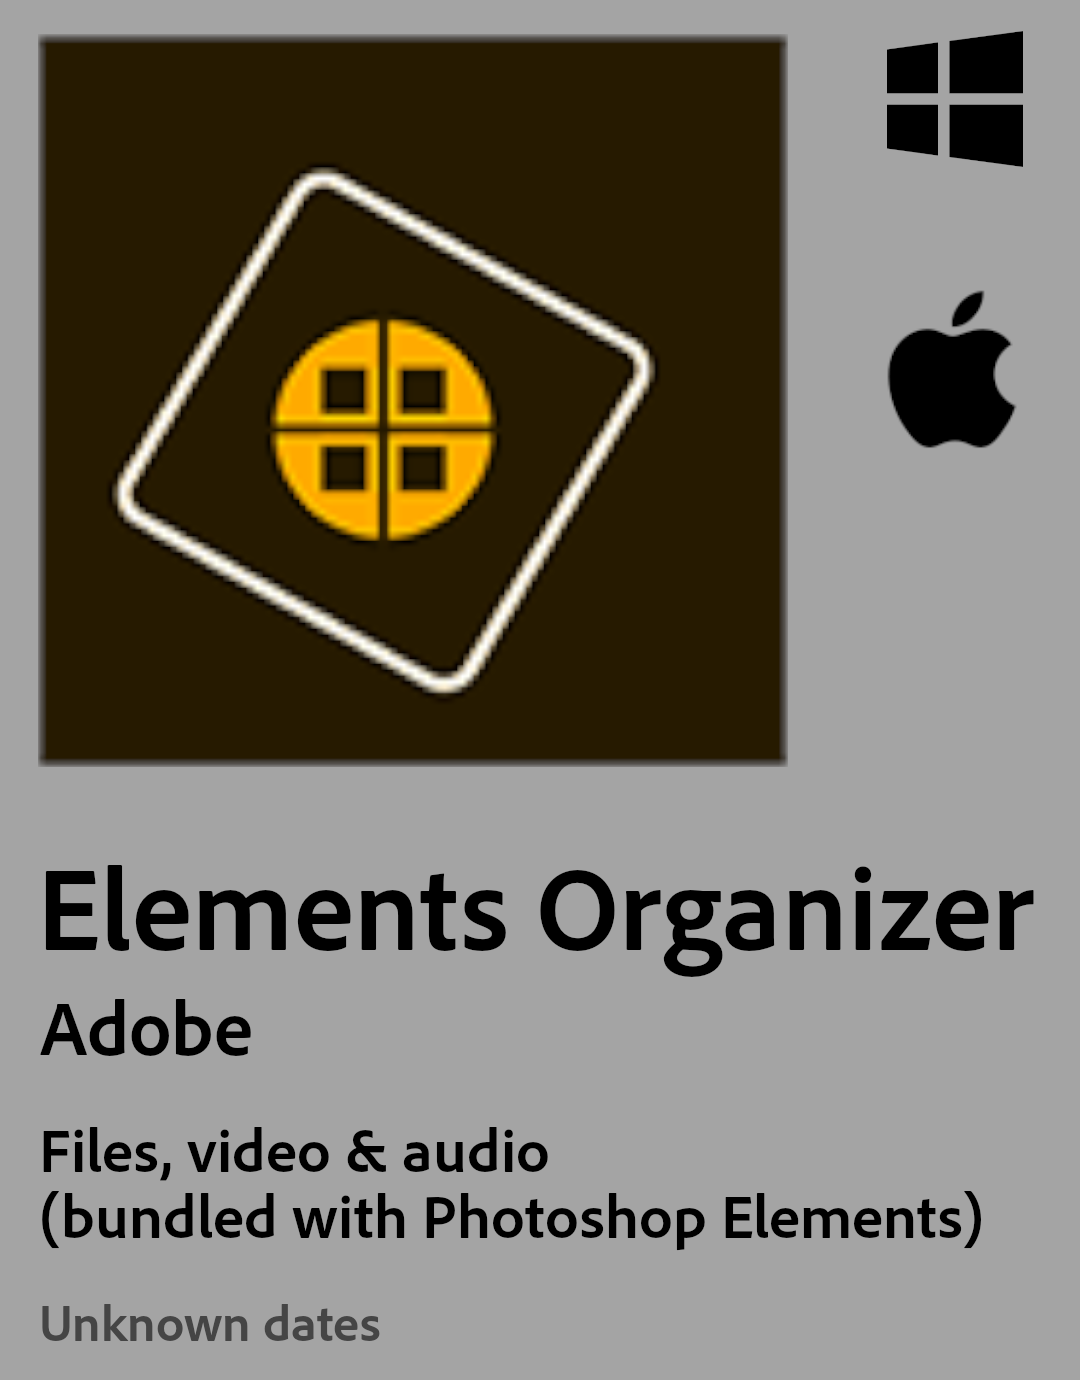 Elements Organizer
Adobe
Files, video & audio
(bundled with Photoshop Elements)
Unknown dates